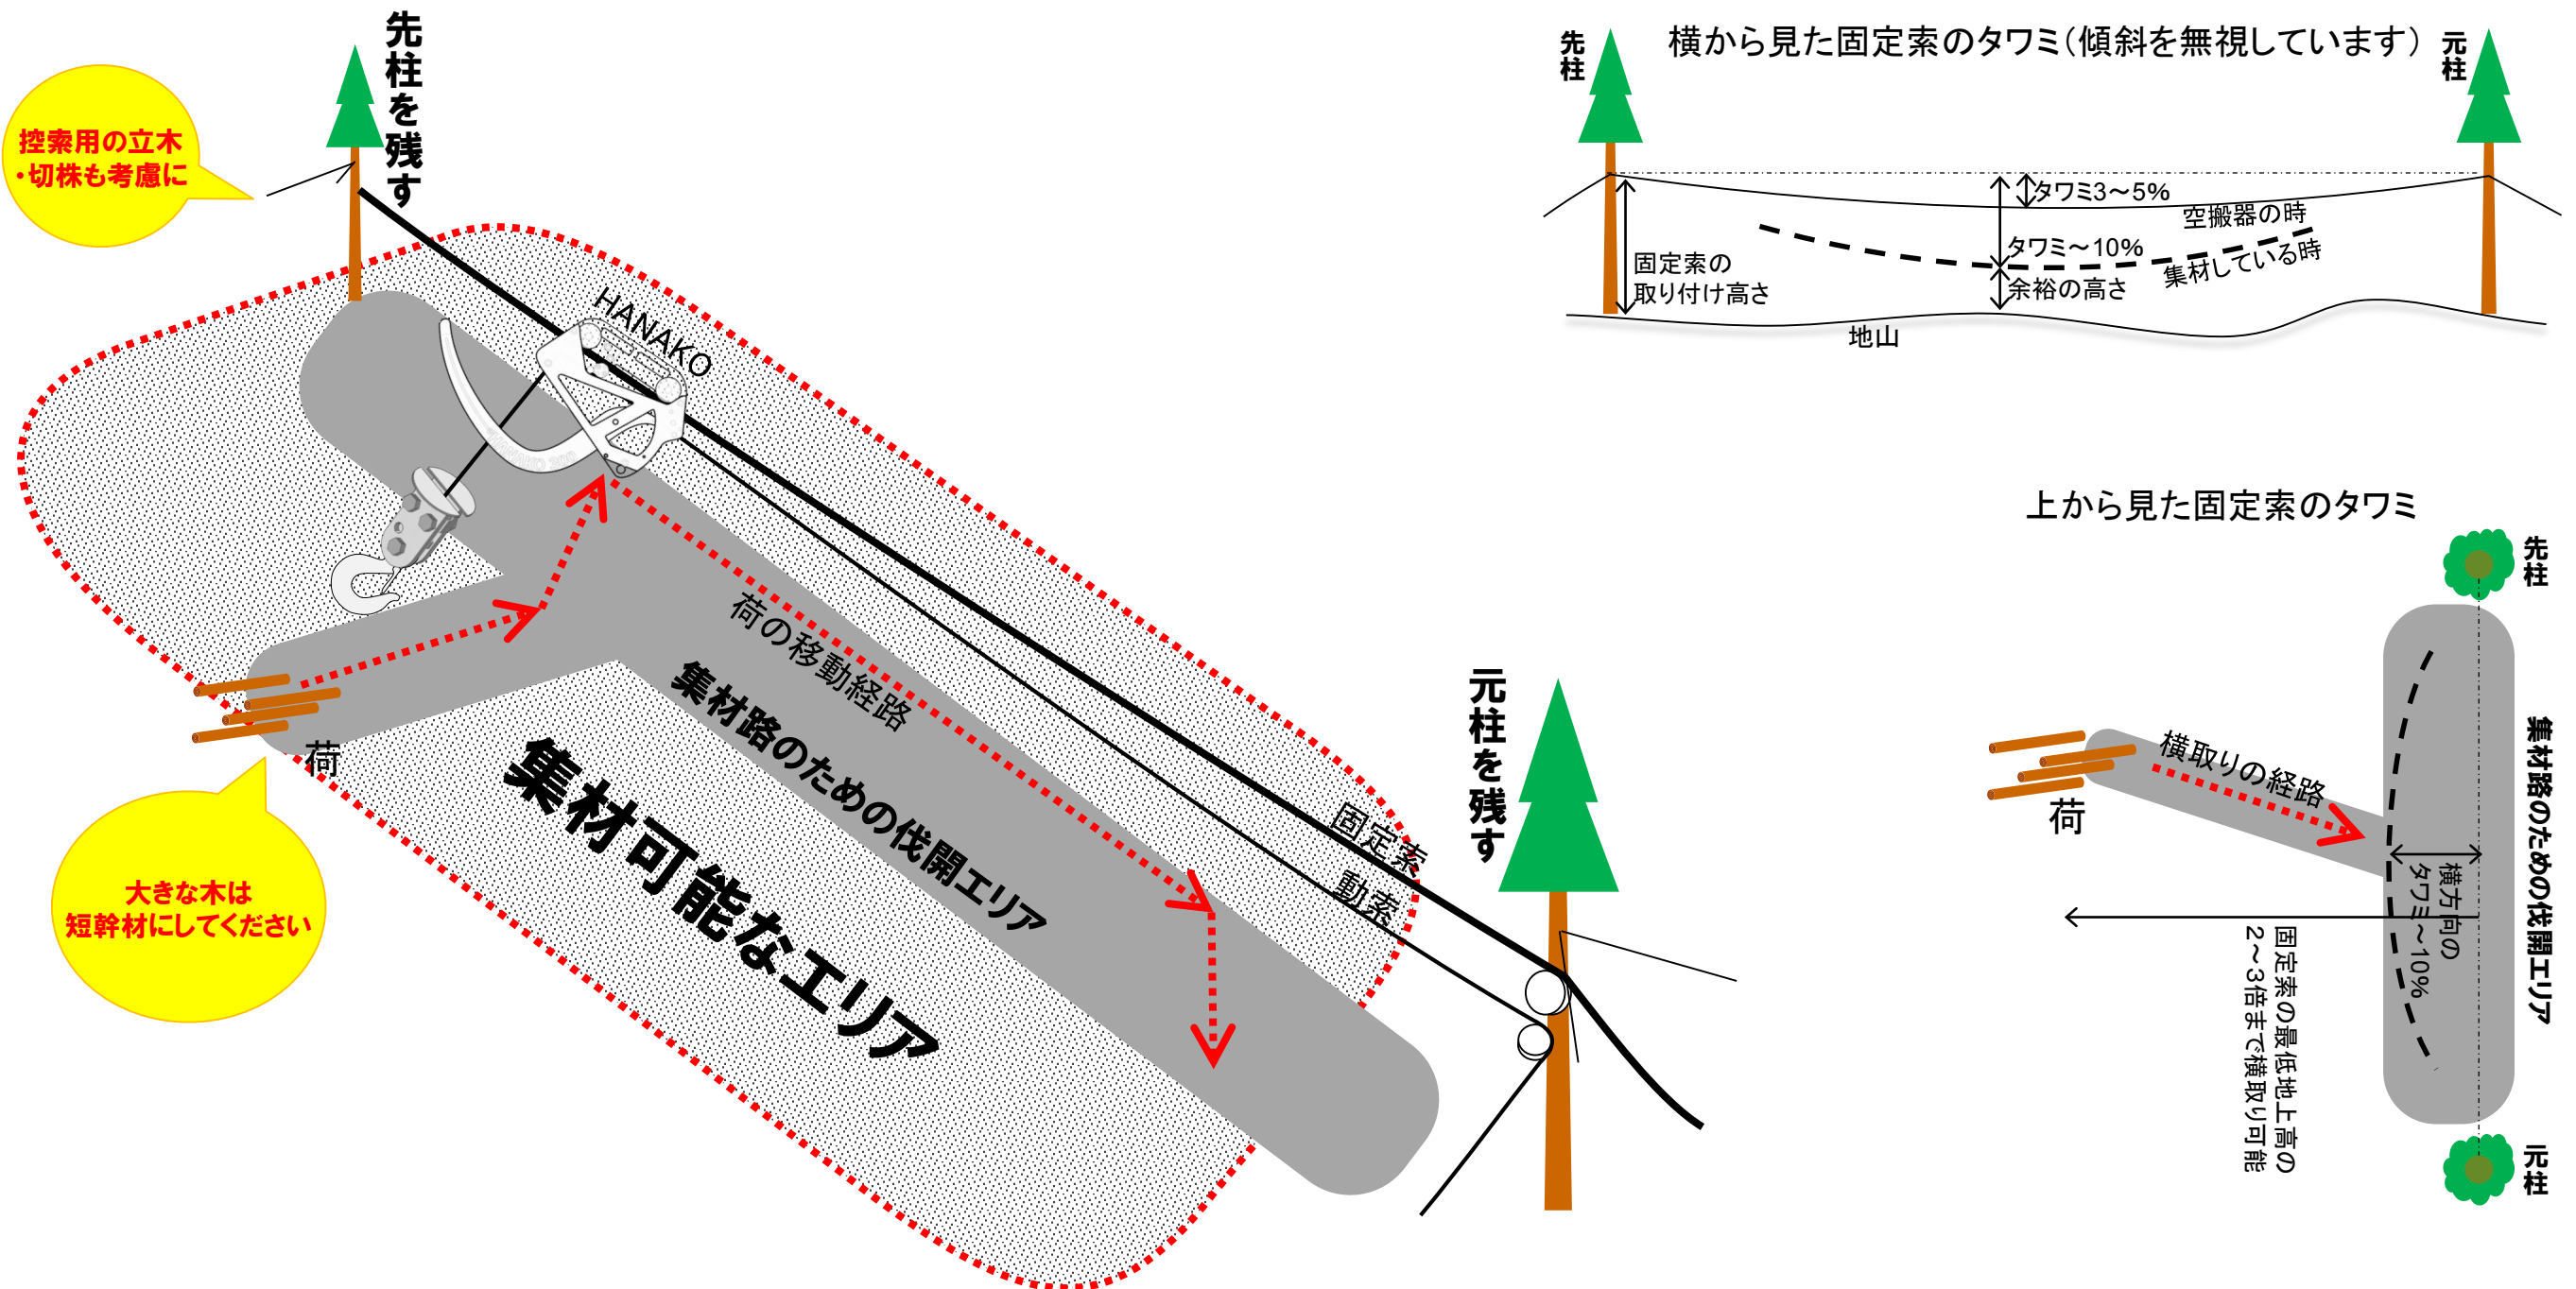 先柱を残す
控索用の立木
・切株も考慮に
HANAKO
HANAKO 300
荷の移動経路
集材路のための伐開エリア
集材可能なエリア
荷
大きな木は
短幹材にしてください
固定索
動索
元柱を残す
横から見た固定索のタワミ(傾斜を無視しています)
先柱
元柱
タワミ3～5%
空搬器の時
タワミ～10%
集材している時
固定索の
取り付け高さ
余裕の高さ
地山
上から見た固定索のタワミ
先柱
集材路のための伐開エリア
横取りの経路
荷
横方向の
タワミ～10%
固定索の最低地上高の
2～3倍まで横取り可能
元柱